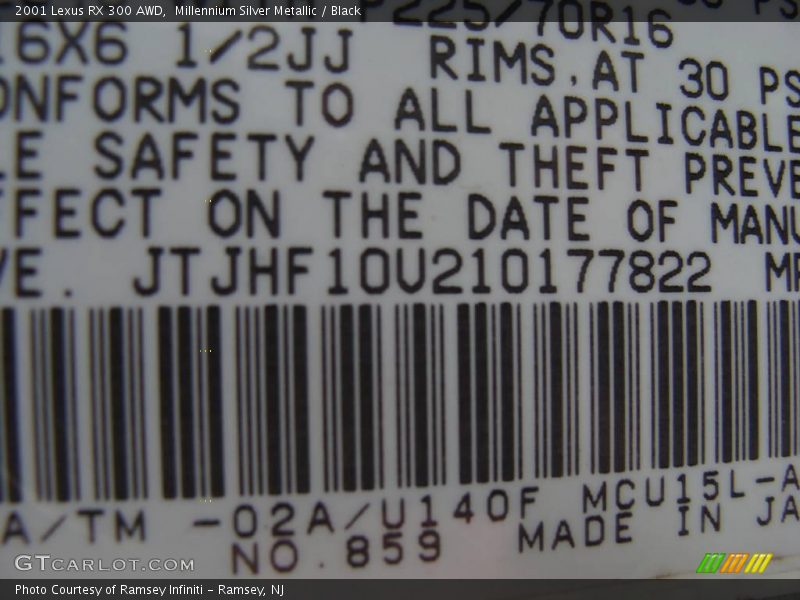 2001 Lexus RX 300 AWD,  Millennium Silver Metallic / Black
P225/70R16
16X6 1/2JJ RIMS, AT 30 PS
ONFORMS TO ALL APPLICABLE
LE SAFETY AND THEFT PREVE
FFECT ON THE DATE OF MANU
VE. JTJHF10U210177822 MP
A/TM -02A/U140F MCU15L-A
NO. 859 MADE IN JA
GTCARLOT.COM
Photo Courtesy of Ramsey Infiniti - Ramsey, NJ